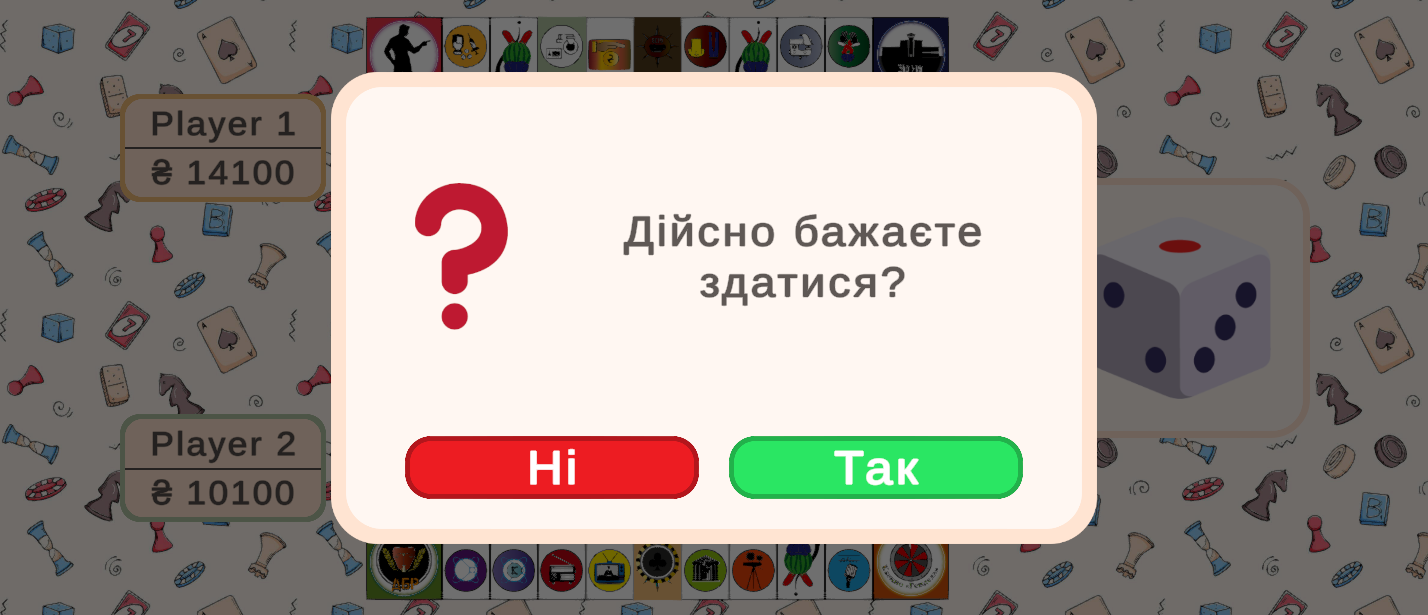 Player 1
₴ 14100
Дійсно бажаєте
здатися?
Ні
Так
Player 2
₴ 10100